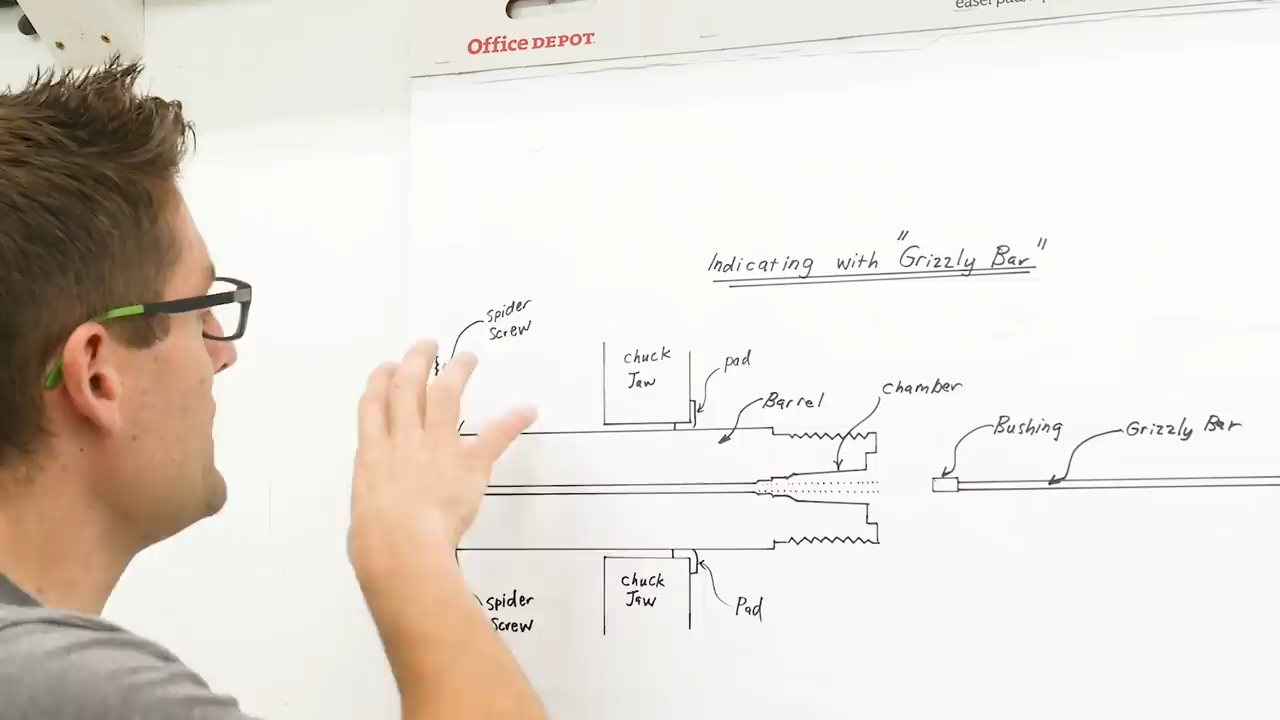 Office DEPOT
Indicating with "Grizzly Bar"
spider
screw
chuck
Jaw
pad
Barrel
chamber
Bushing
Grizzly Bar
chuck
Jaw
Pad
spider
screw